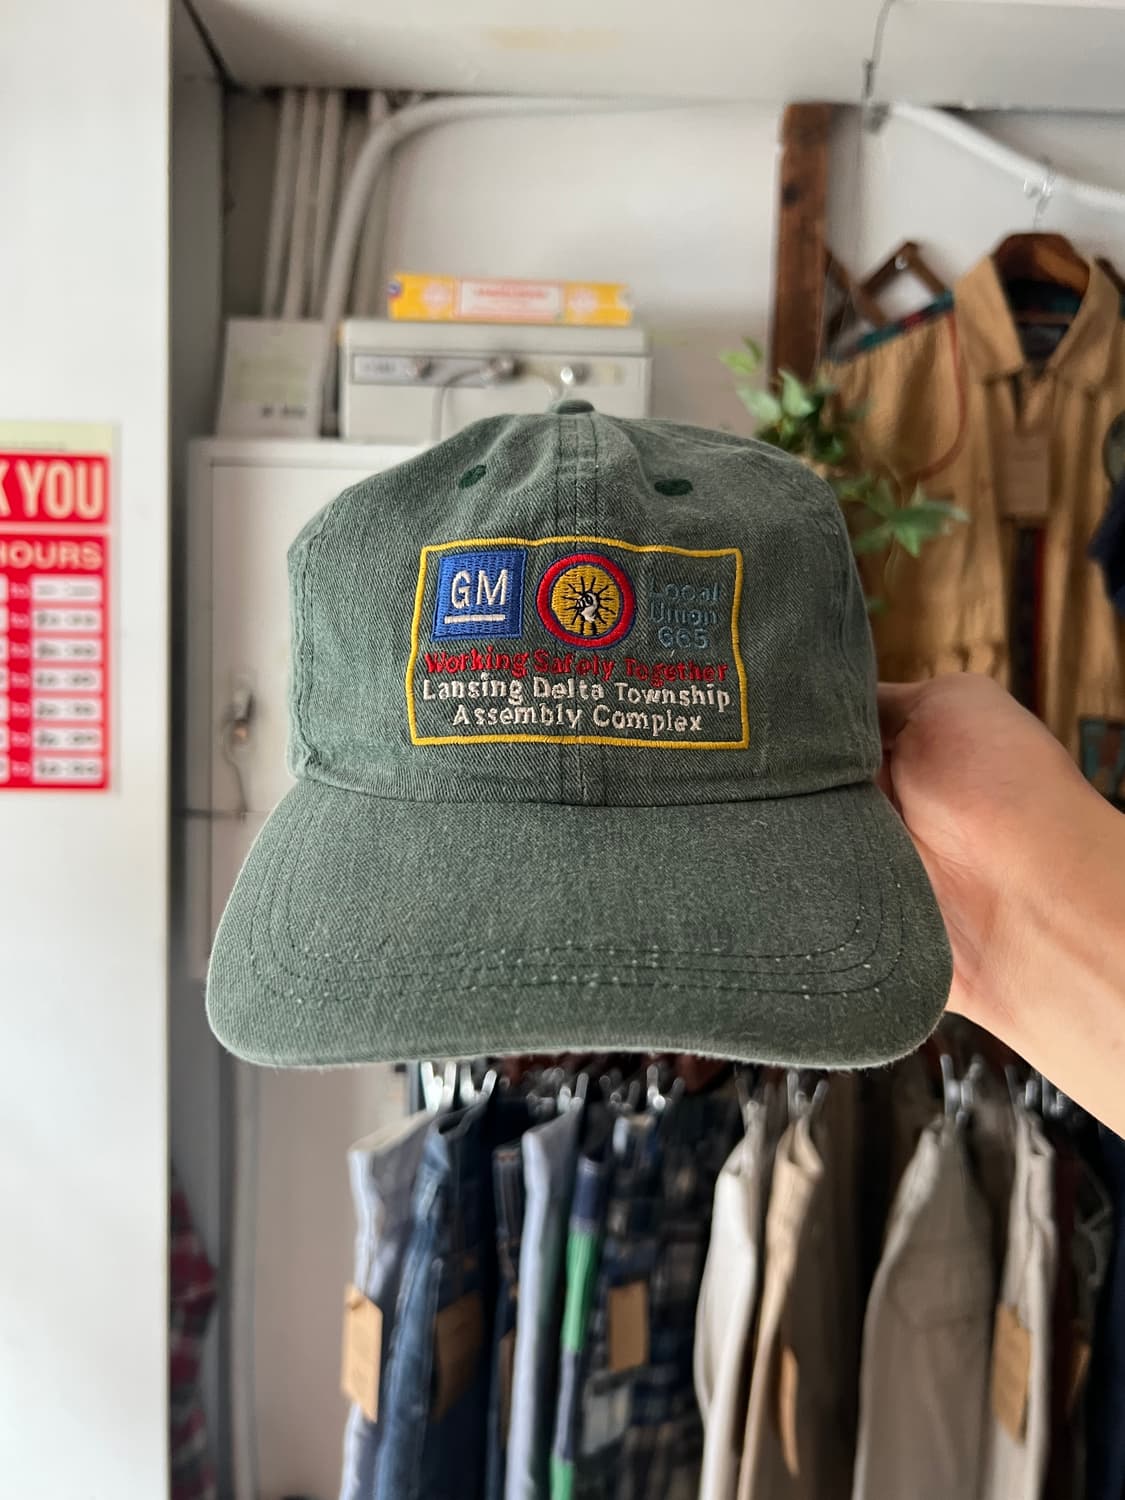 K YOU
HOURS
GM
Local
Union
665
Working Safely Together
Lansing Delta Township
Assembly Complex